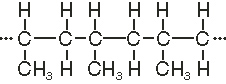 H H H H H H
···C—C—C—C—C—C···
CH₃ H CH₃ H CH₃ H